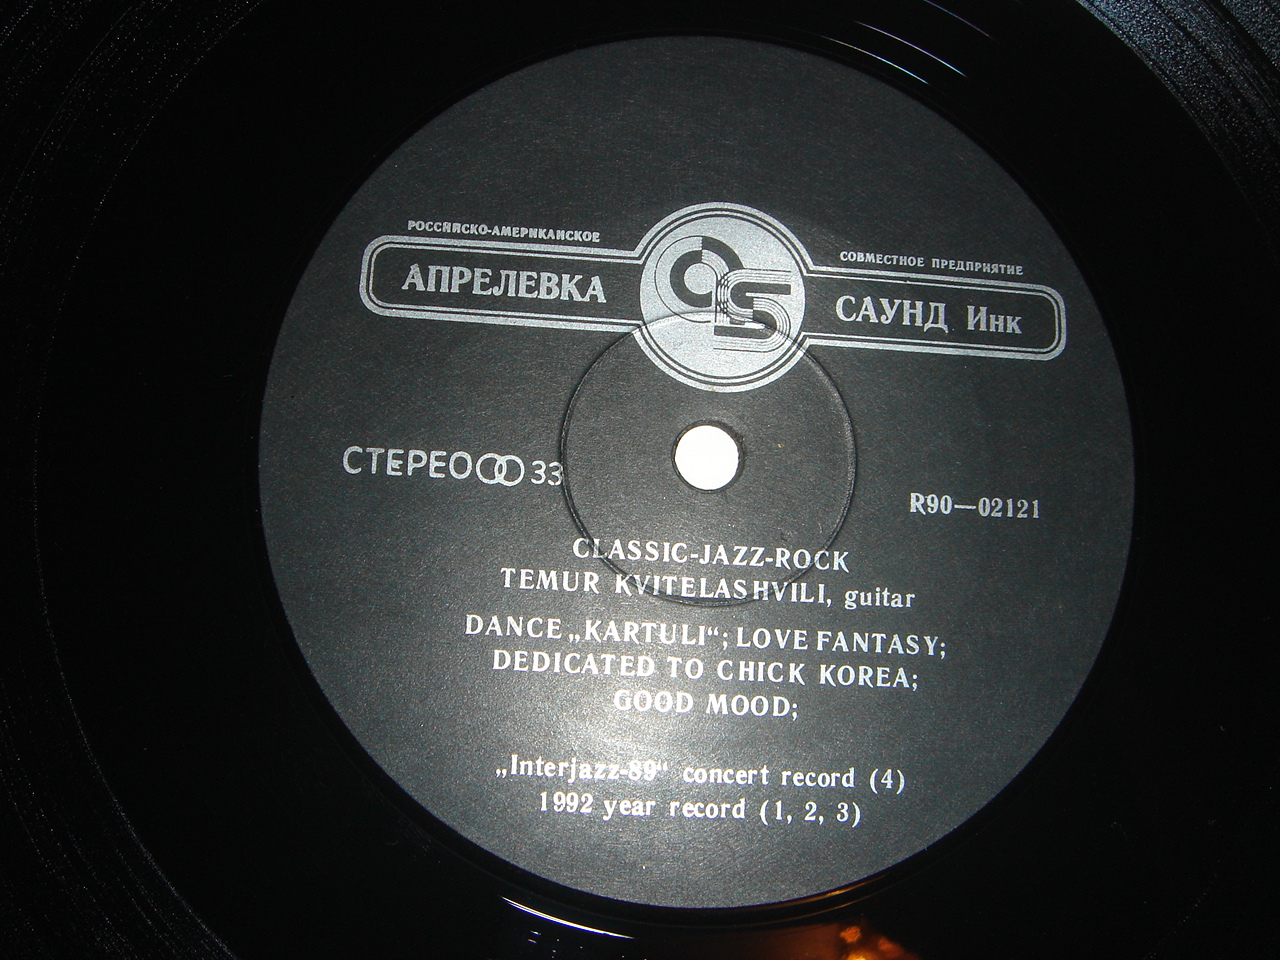 РОССИЙСКО-АМЕРИКАНСКОЕ
СОВМЕСТНОЕ ПРЕДПРИЯТИЕ
АПРЕЛЕВКА
САУНД Инк
СТЕРЕО 33
R90—02121
CLASSIC-JAZZ-ROCK
TEMUR KVITELASHVILI, guitar
DANCE „KARTULI“; LOVE FANTASY;
DEDICATED TO CHICK KOREA;
GOOD MOOD;
„Interjazz-89“ concert record (4)
1992 year record (1, 2, 3)